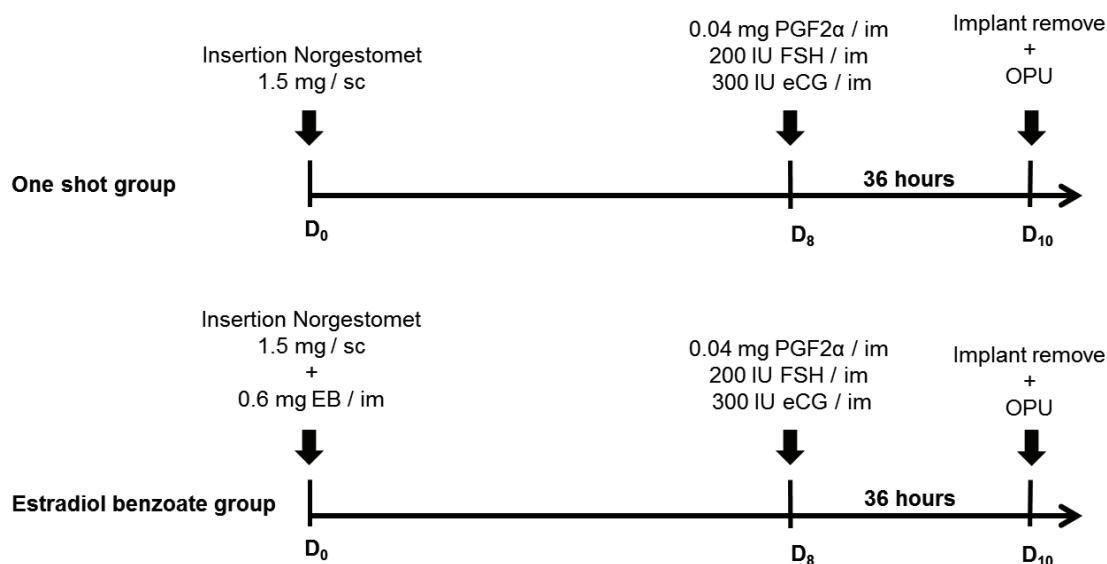 Insertion Norgestomet
1.5 mg / sc
0.04 mg PGF2α / im
200 IU FSH / im
300 IU eCG / im
Implant remove
+
OPU
One shot group
36 hours
D₀
D₈
D₁₀
Insertion Norgestomet
1.5 mg / sc
+
0.6 mg EB / im
0.04 mg PGF2α / im
200 IU FSH / im
300 IU eCG / im
Implant remove
+
OPU
Estradiol benzoate group
36 hours
D₀
D₈
D₁₀